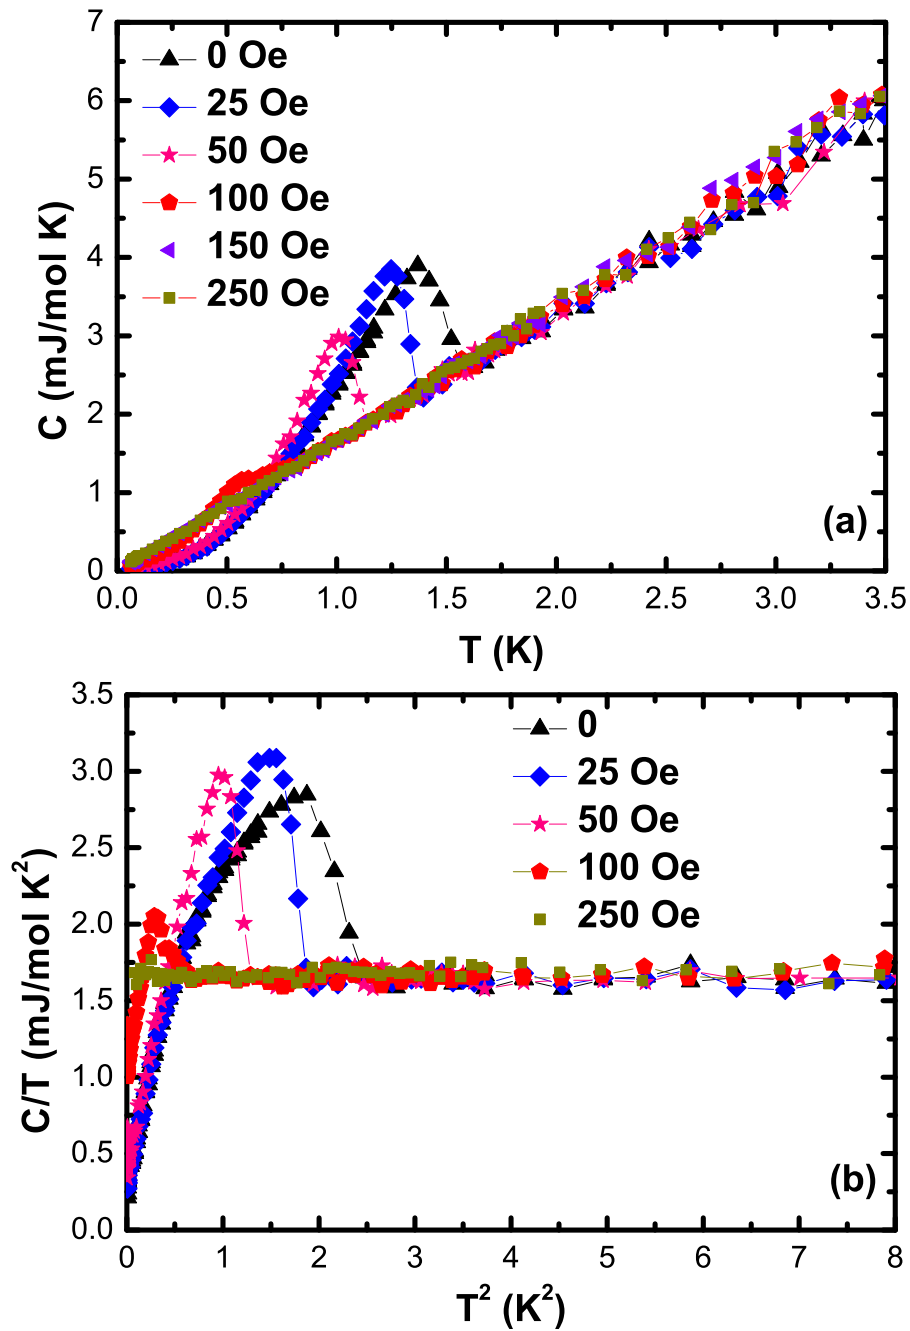 7
6
5
4
3
2
1
0
C (mJ/mol K)
0 Oe
25 Oe
50 Oe
100 Oe
150 Oe
250 Oe
(a)
0.0 0.5 1.0 1.5 2.0 2.5 3.0 3.5
T (K)
3.5
3.0
2.5
2.0
1.5
1.0
0.5
0.0
C/T (mJ/mol K²)
0
25 Oe
50 Oe
100 Oe
250 Oe
(b)
0 1 2 3 4 5 6 7 8
T² (K²)